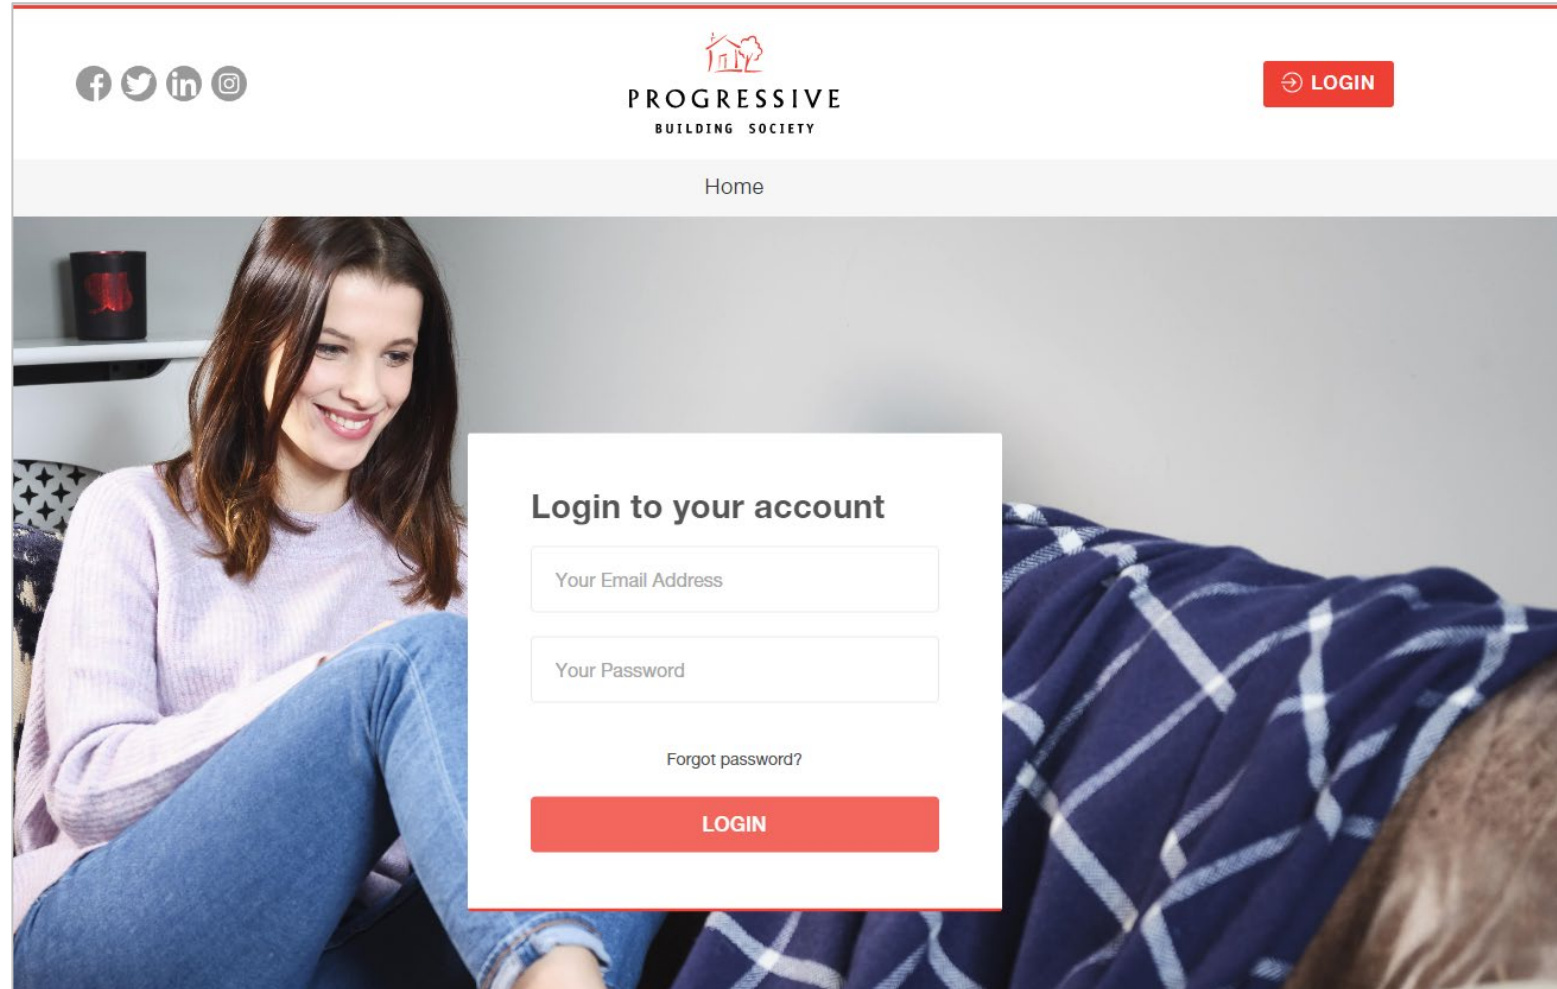 PROGRESSIVE
BUILDING SOCIETY
LOGIN
Home
Login to your account
Your Email Address
Your Password
Forgot password?
LOGIN